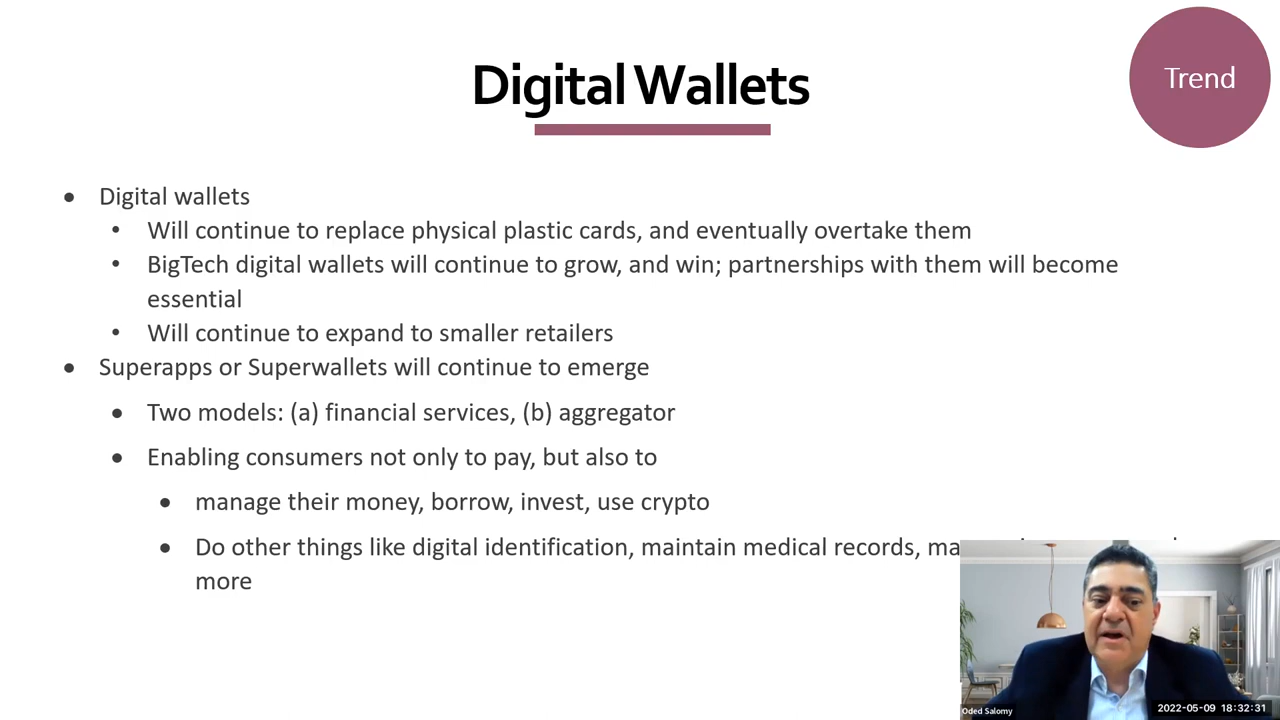 Digital Wallets
Trend
• Digital wallets
• Will continue to replace physical plastic cards, and eventually overtake them
• BigTech digital wallets will continue to grow, and win; partnerships with them will become
essential
• Will continue to expand to smaller retailers
• Superapps or Superwallets will continue to emerge
• Two models: (a) financial services, (b) aggregator
• Enabling consumers not only to pay, but also to
• manage their money, borrow, invest, use crypto
• Do other things like digital identification, maintain medical records,
more
Oded Salomy
2022-05-09 18:32:31